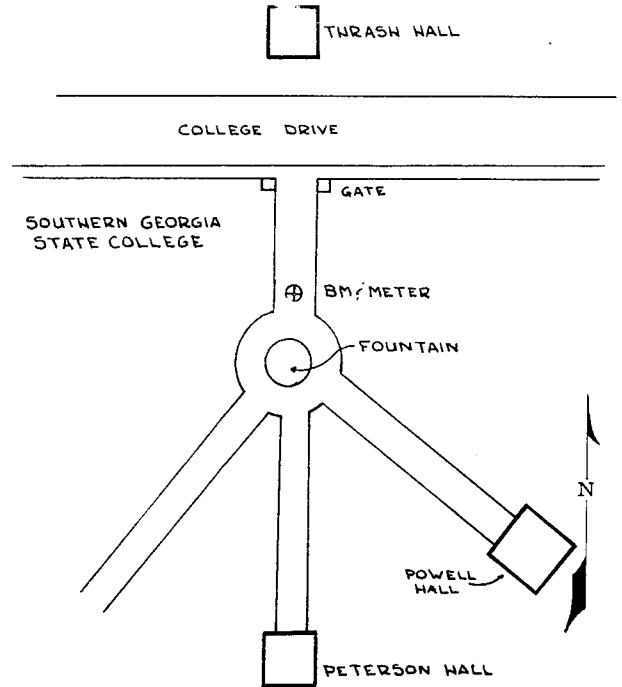 THRASH HALL
COLLEGE DRIVE
GATE
SOUTHERN GEORGIA
STATE COLLEGE
BM/METER
FOUNTAIN
N
POWELL
HALL
PETERSON HALL